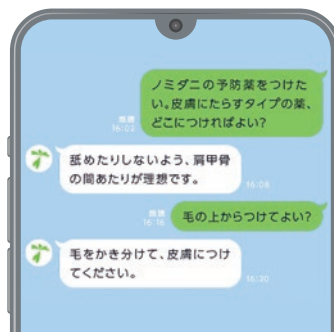 ノミダニの予防薬をつけた
い。皮膚にたらすタイプの薬、
どこにつければよい?
既読
16:02
舐めたりしないよう、肩甲骨
の間あたりが理想です。
16:08
既読
16:16
毛の上からつけてよい?
毛をかき分けて、皮膚につけ
てください。
16:20